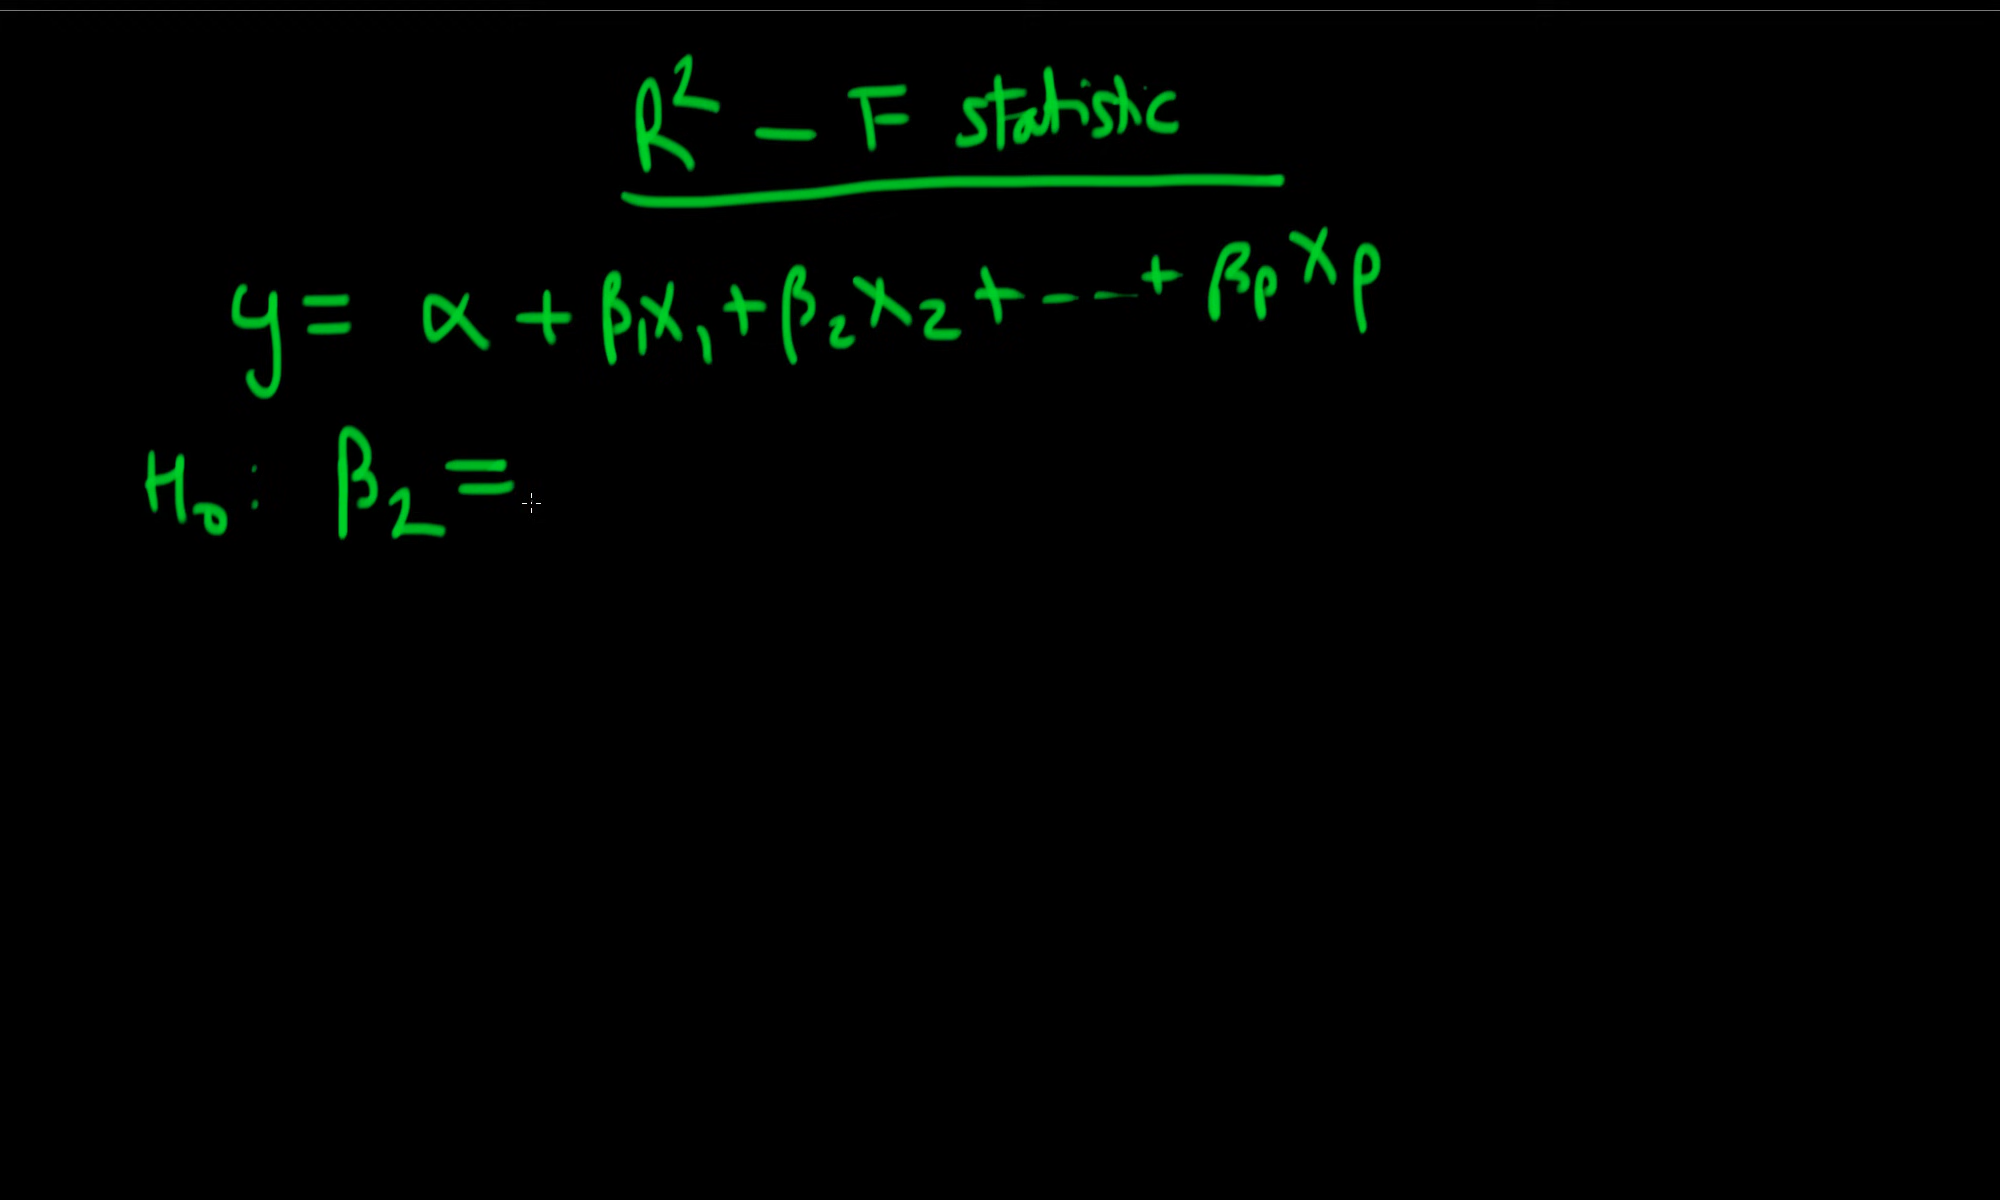 R² – F statistic
y = α + β₁x₁ + β₂x₂ + --- + βₚxₚ
H₀ : β₂ =